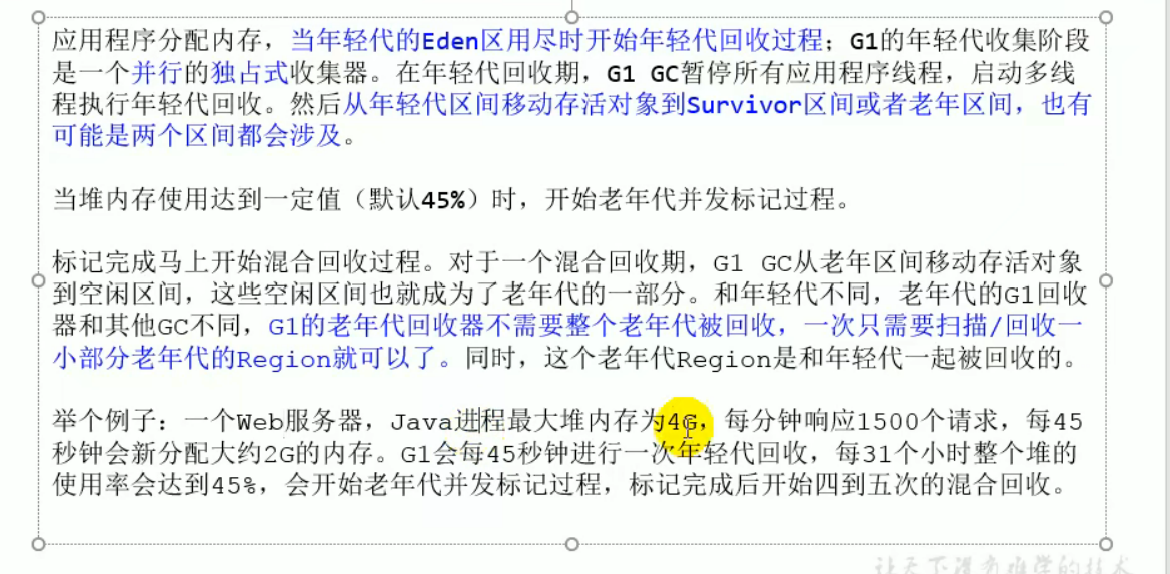 应用程序分配内存，当年轻代的Eden区用尽时开始年轻代回收过程；G1的年轻代收集阶段
是一个并行的独占式收集器。在年轻代回收期，G1 GC暂停所有应用程序线程，启动多线
程执行年轻代回收。然后从年轻代区间移动存活对象到Survivor区间或者老年区间，也有
可能是两个区间都会涉及。
当堆内存使用达到一定值（默认45%）时，开始老年代并发标记过程。
标记完成马上开始混合回收过程。对于一个混合回收期，G1 GC从老年区间移动存活对象
到空闲区间，这些空闲区间也就成为了老年代的一部分。和年轻代不同，老年代的G1回收
器和其他GC不同，G1的老年代回收器不需要整个老年代被回收，一次只需要扫描/回收一
小部分老年代的Region就可以了。同时，这个老年代Region是和年轻代一起被回收的。
举个例子：一个Web服务器，Java进程最大堆内存为4G，每分钟响应1500个请求，每45
秒钟会新分配大约2G的内存。G1会每45秒钟进行一次年轻代回收，每31个小时整个堆的
使用率会达到45%，会开始老年代并发标记过程，标记完成后开始四到五次的混合回收。
让天下没有难学的技术